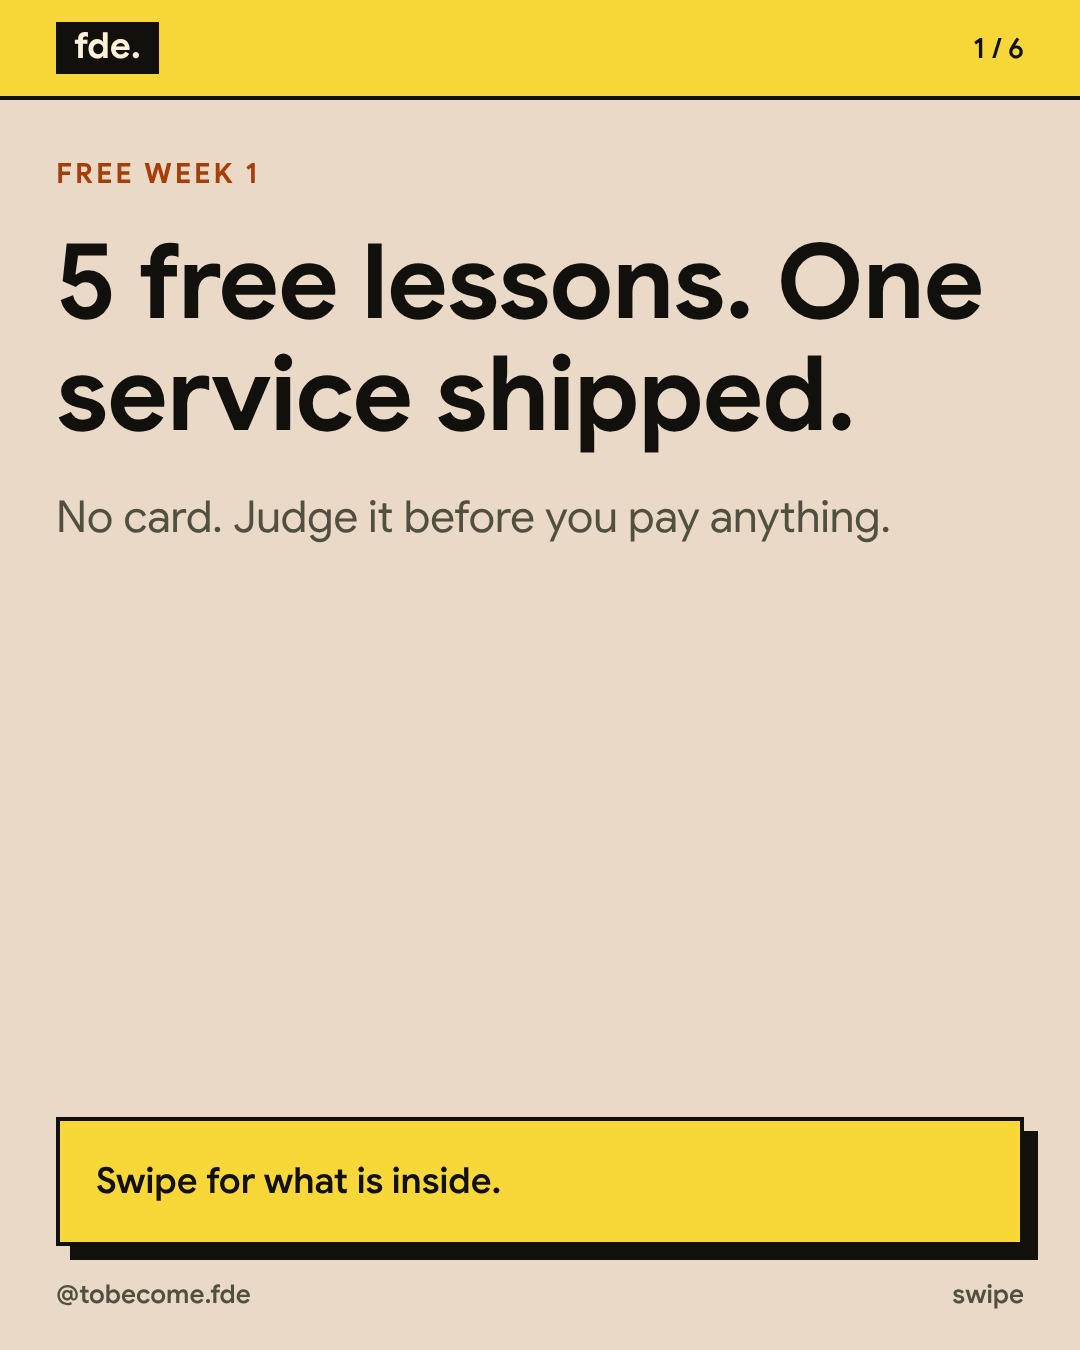 fde.
1 / 6
FREE WEEK 1
5 free lessons. One
service shipped.
No card. Judge it before you pay anything.
Swipe for what is inside.
@tobecome.fde
swipe